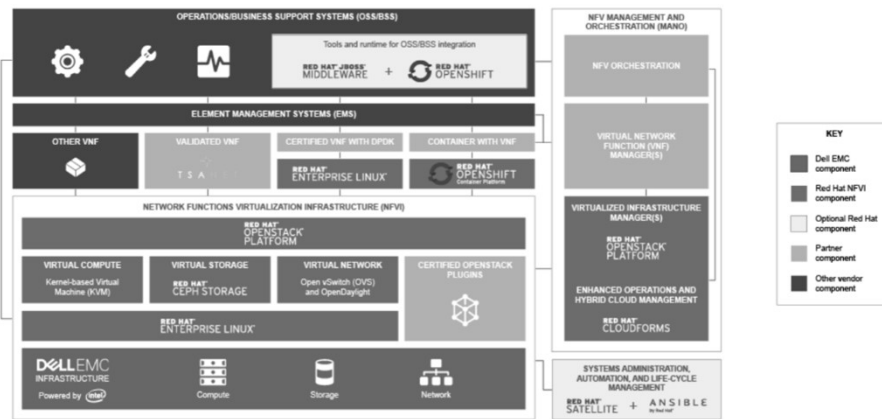 OPERATIONS/BUSINESS SUPPORT SYSTEMS (OSS/BSS)
Tools and runtime for OSS/BSS integration
RED HAT® JBOSS®
MIDDLEWARE
+
RED HAT®
OPENSHIFT
ELEMENT MANAGEMENT SYSTEMS (EMS)
OTHER VNF
VALIDATED VNF
TSA
CERTIFIED VNF WITH DPDK
RED HAT®
ENTERPRISE LINUX®
CONTAINER WITH VNF
RED HAT®
OPENSHIFT
Container Platform
NETWORK FUNCTIONS VIRTUALIZATION INFRASTRUCTURE (NFVI)
RED HAT®
OPENSTACK®
PLATFORM
VIRTUAL COMPUTE
Kernel-based Virtual
Machine (KVM)
VIRTUAL STORAGE
RED HAT®
CEPH STORAGE
VIRTUAL NETWORK
Open vSwitch (OVS)
and OpenDaylight
CERTIFIED OPENSTACK
PLUGINS
RED HAT®
ENTERPRISE LINUX®
DELL EMC
INFRASTRUCTURE
Powered by intel
Compute
Storage
Network
NFV MANAGEMENT AND
ORCHESTRATION (MANO)
NFV ORCHESTRATION
VIRTUAL NETWORK
FUNCTION (VNF)
MANAGER(S)
VIRTUALIZED INFRASTRUCTURE
MANAGER(S)
RED HAT®
OPENSTACK®
PLATFORM
ENHANCED OPERATIONS AND
HYBRID CLOUD MANAGEMENT
RED HAT®
CLOUDFORMS
SYSTEMS ADMINISTRATION,
AUTOMATION, AND LIFE-CYCLE
MANAGEMENT
RED HAT®
SATELLITE
+
ANSIBLE
by Red Hat®
KEY
Dell EMC
component
Red Hat NFVI
component
Optional Red Hat
component
Partner
component
Other vendor
component